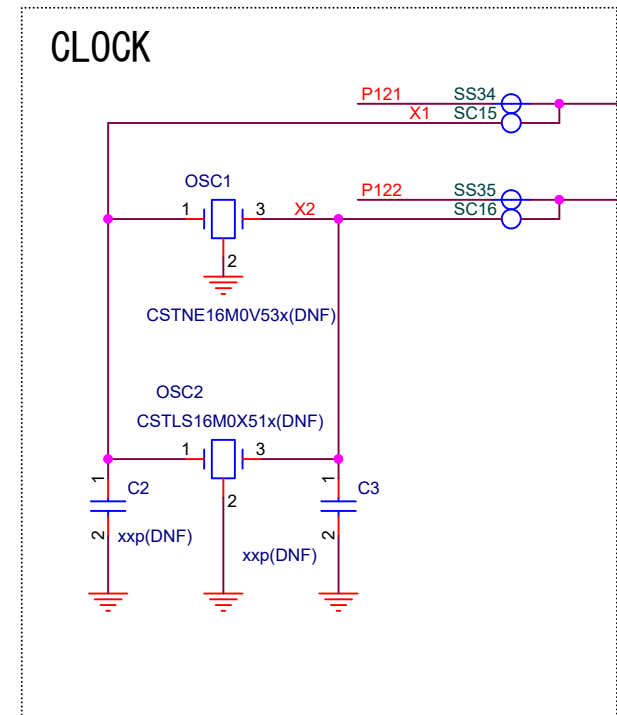 CLOCK
P121 SS34
X1 SC15
OSC1
P122 SS35
1 3 X2 SC16
2
CSTNE16M0V53x(DNF)
OSC2
CSTLS16M0X51x(DNF)
1 3
1 C2 2 1 C3
2 xxp(DNF) 2 xxp(DNF)